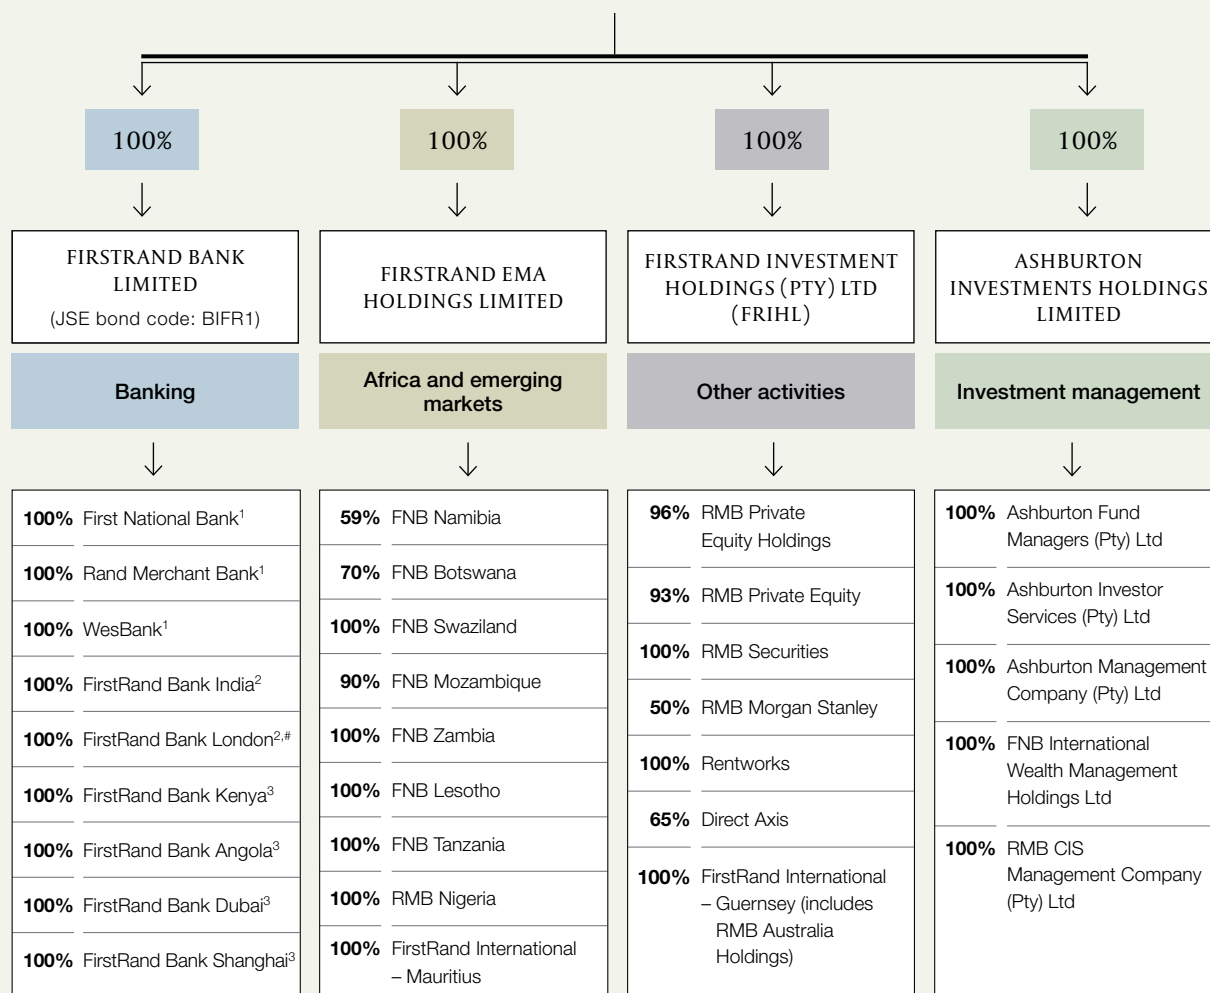 100%
100%
100%
100%
FIRSTRAND BANK
LIMITED
(JSE bond code: BIFR1)
FIRSTRAND EMA
HOLDINGS LIMITED
FIRSTRAND INVESTMENT
HOLDINGS (PTY) LTD
(FRIHL)
ASHBURTON
INVESTMENTS HOLDINGS
LIMITED
Banking
Africa and emerging
markets
Other activities
Investment management
100% First National Bank¹
100% Rand Merchant Bank¹
100% WesBank¹
100% FirstRand Bank India²
100% FirstRand Bank London²,#
100% FirstRand Bank Kenya³
100% FirstRand Bank Angola³
100% FirstRand Bank Dubai³
100% FirstRand Bank Shanghai³
59% FNB Namibia
70% FNB Botswana
100% FNB Swaziland
90% FNB Mozambique
100% FNB Zambia
100% FNB Lesotho
100% FNB Tanzania
100% RMB Nigeria
100% FirstRand International
– Mauritius
96% RMB Private
Equity Holdings
93% RMB Private Equity
100% RMB Securities
50% RMB Morgan Stanley
100% Rentworks
65% Direct Axis
100% FirstRand International
– Guernsey (includes
RMB Australia
Holdings)
100% Ashburton Fund
Managers (Pty) Ltd
100% Ashburton Investor
Services (Pty) Ltd
100% Ashburton Management
Company (Pty) Ltd
100% FNB International
Wealth Management
Holdings Ltd
100% RMB CIS
Management Company
(Pty) Ltd